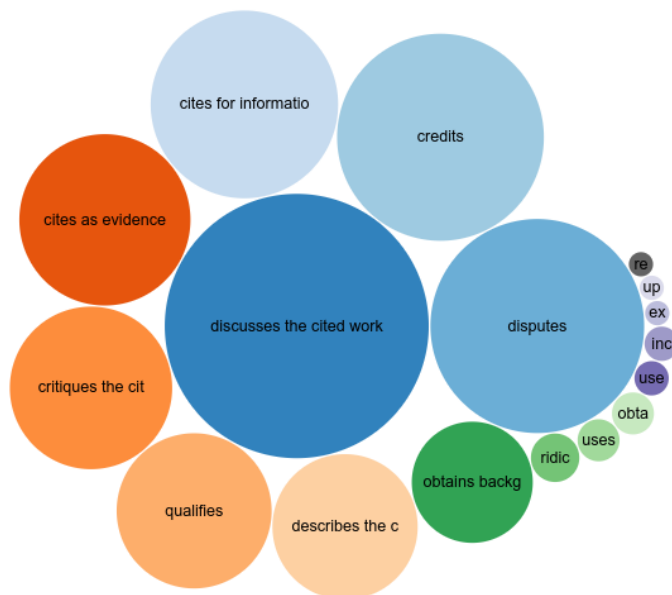 cites for informatio
credits
cites as evidence
discusses the cited work
disputes
re
up
ex
inc
use
critiques the cit
obta
uses
ridic
obtains backg
qualifies
describes the c